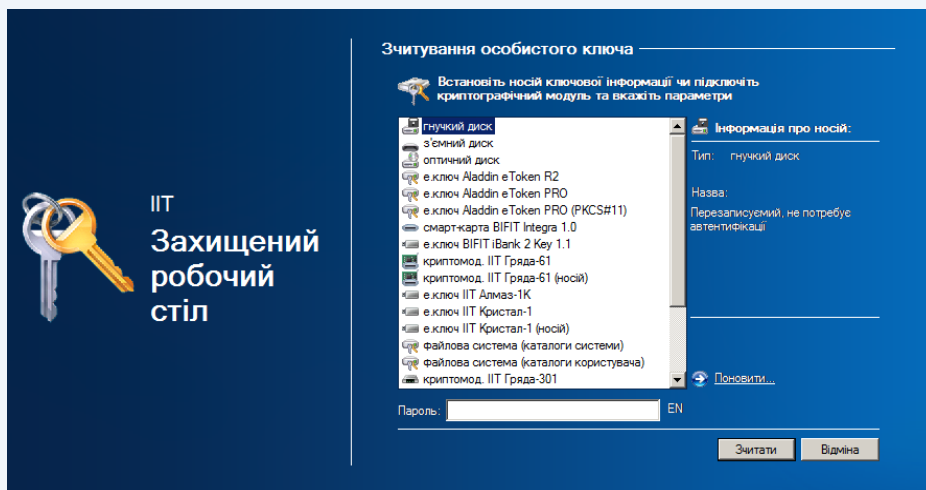 ІІТ
Захищений
робочий
стіл
Зчитування особистого ключа
Встановіть носій ключової інформації чи підключіть
криптографічний модуль та вкажіть параметри
гнучкий диск
з'ємний диск
оптичний диск
е.ключ Aladdin eToken R2
е.ключ Aladdin eToken PRO
е.ключ Aladdin eToken PRO (PKCS#11)
смарт-карта BIFIT Integra 1.0
е.ключ BIFIT iBank 2 Key 1.1
криптомод. ІІТ Гряда-61
криптомод. ІІТ Гряда-61 (носій)
е.ключ ІІТ Алмаз-1К
е.ключ ІІТ Кристал-1
е.ключ ІІТ Кристал-1 (носій)
файлова система (каталоги системи)
файлова система (каталоги користувача)
криптомод. ІІТ Гряда-301
Інформація про носій:
Тип: гнучкий диск
Назва:
Перезаписуемий, не потребує
автентифікації
Поновити...
Пароль: EN
Зчитати Відміна